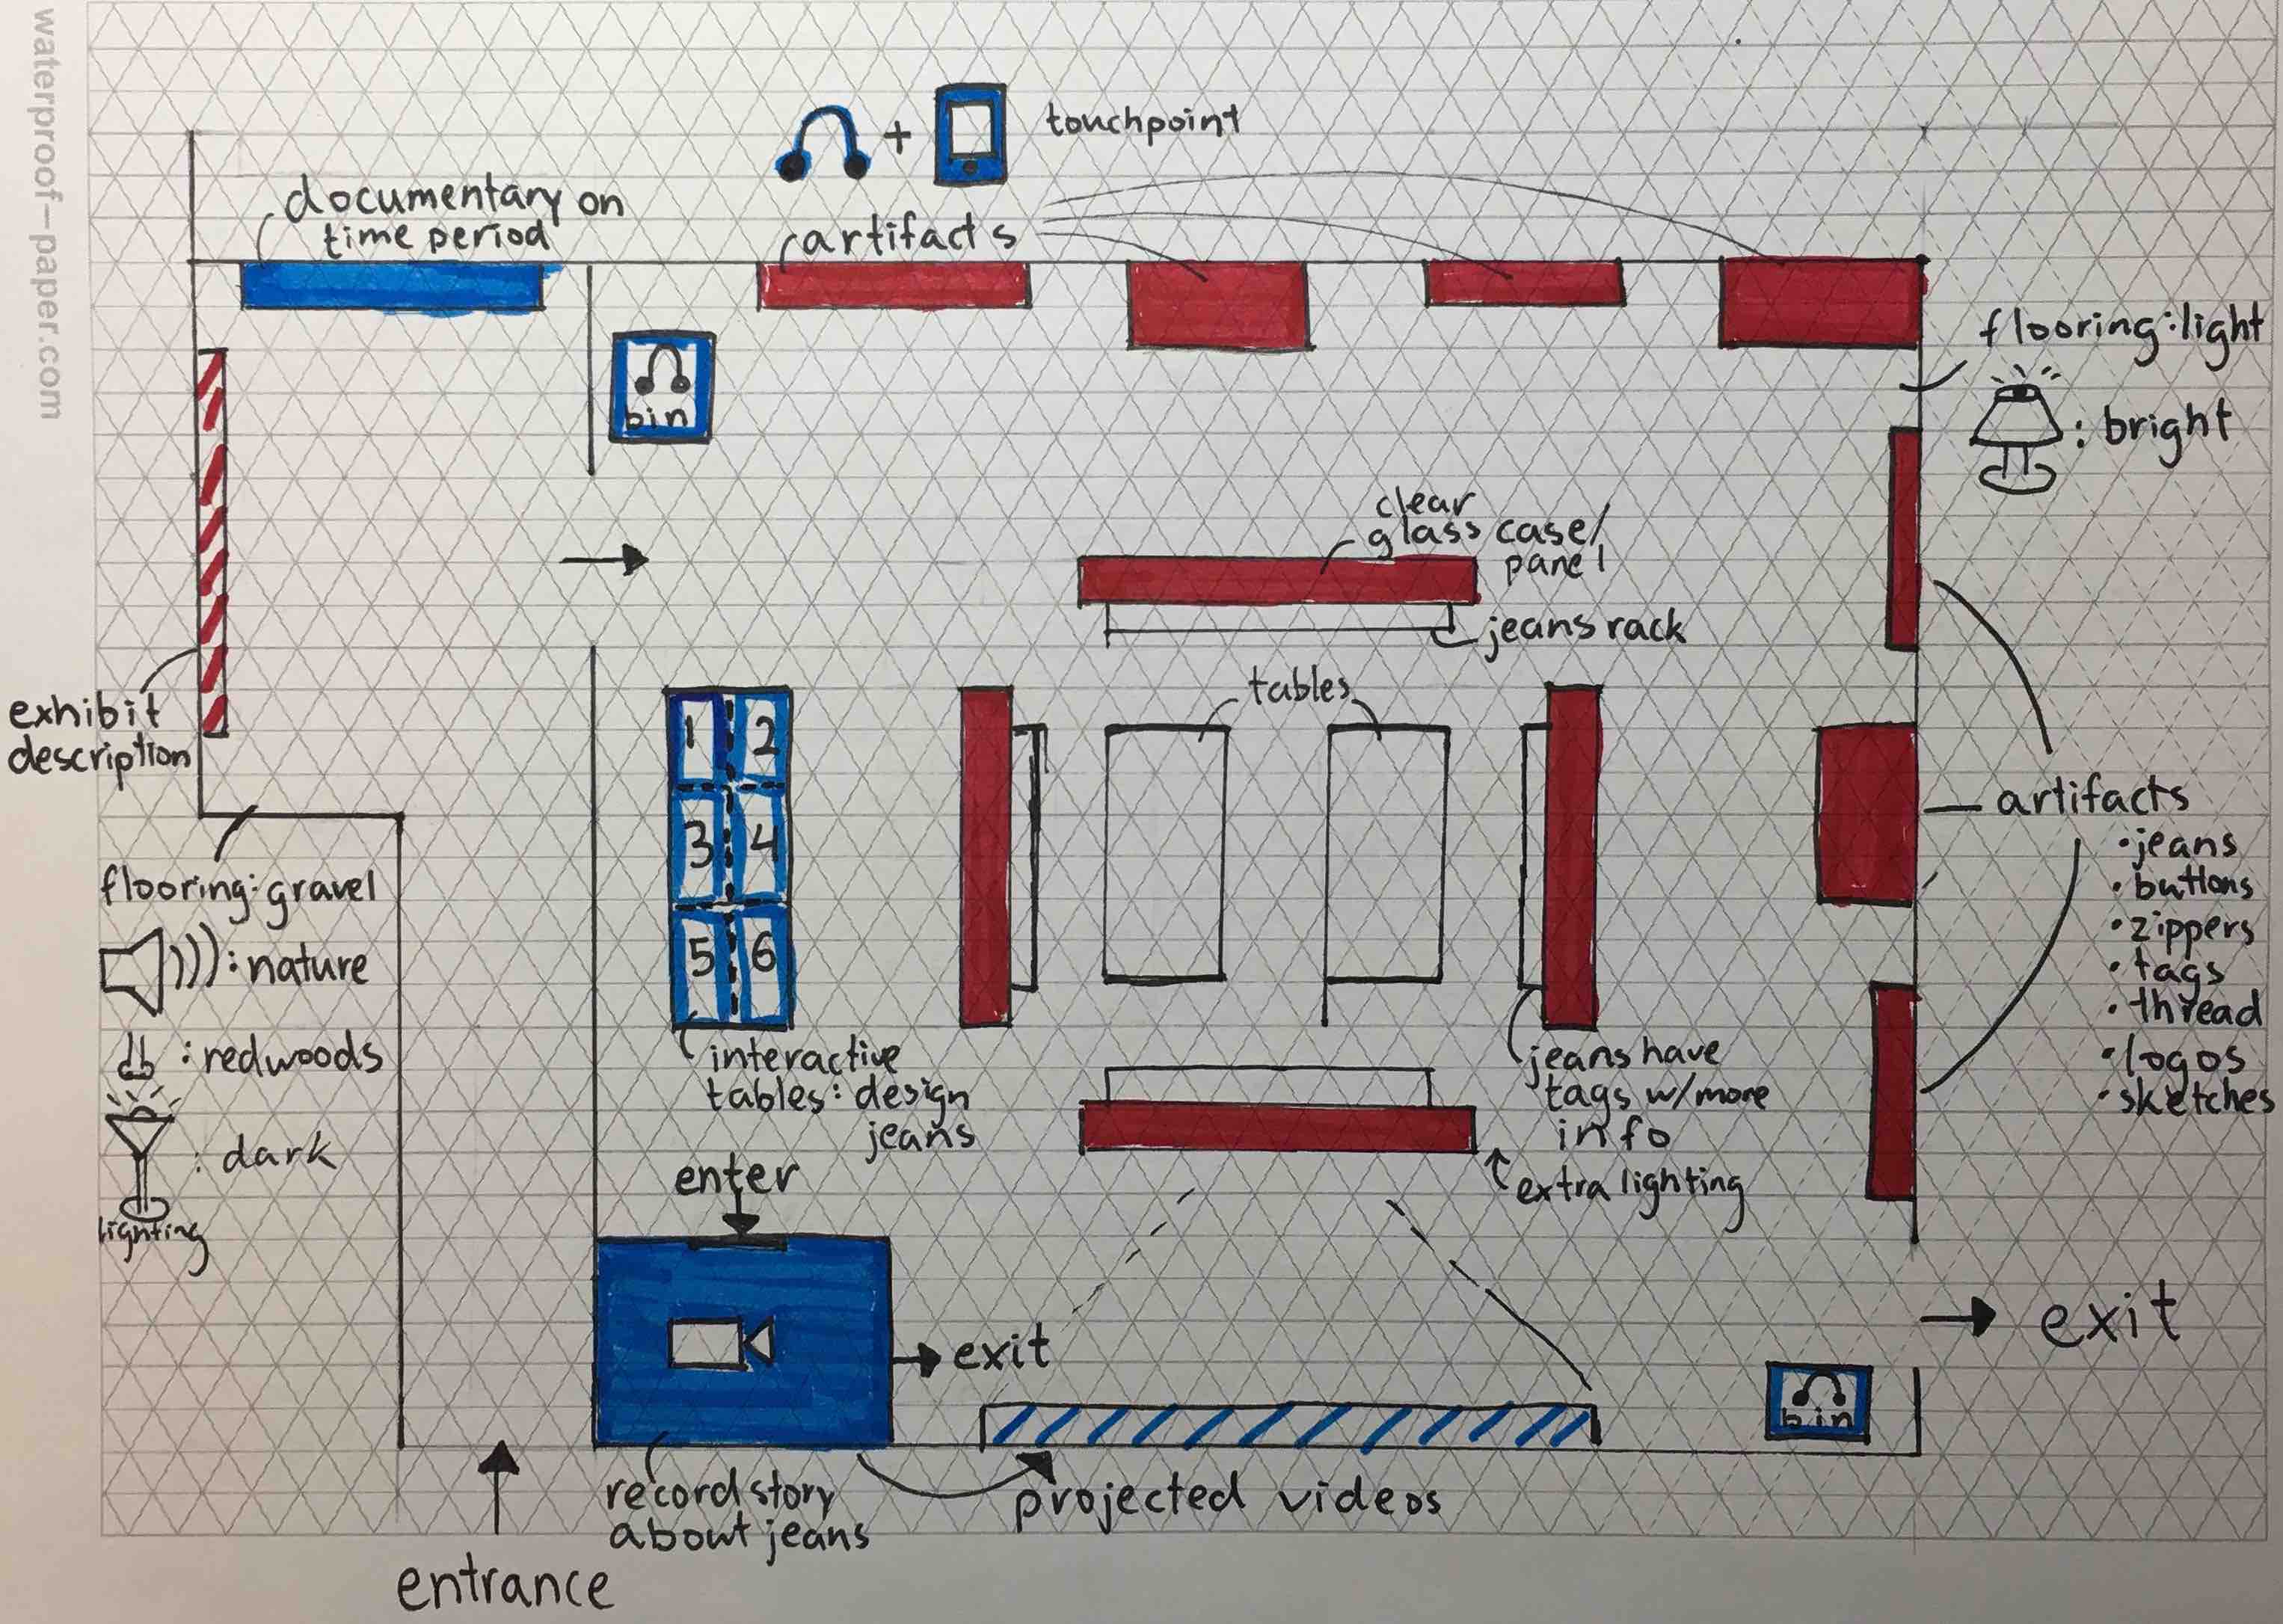 waterproof-paper.com
touchpoint
documentary on
time period
artifacts
flooring: light
: bright
bin
clear
glass case/
panel
jeans rack
tables
exhibit
description
1 2
3 4
5 6
artifacts
• jeans
• buttons
• zippers
• tags
• thread
• logos
• sketches
flooring: gravel
: nature
: redwoods
: dark
lighting
interactive
tables: design
jeans
jeans have
tags w/more
info
extra lighting
enter
exit
exit
bin
record story
about jeans
projected videos
entrance